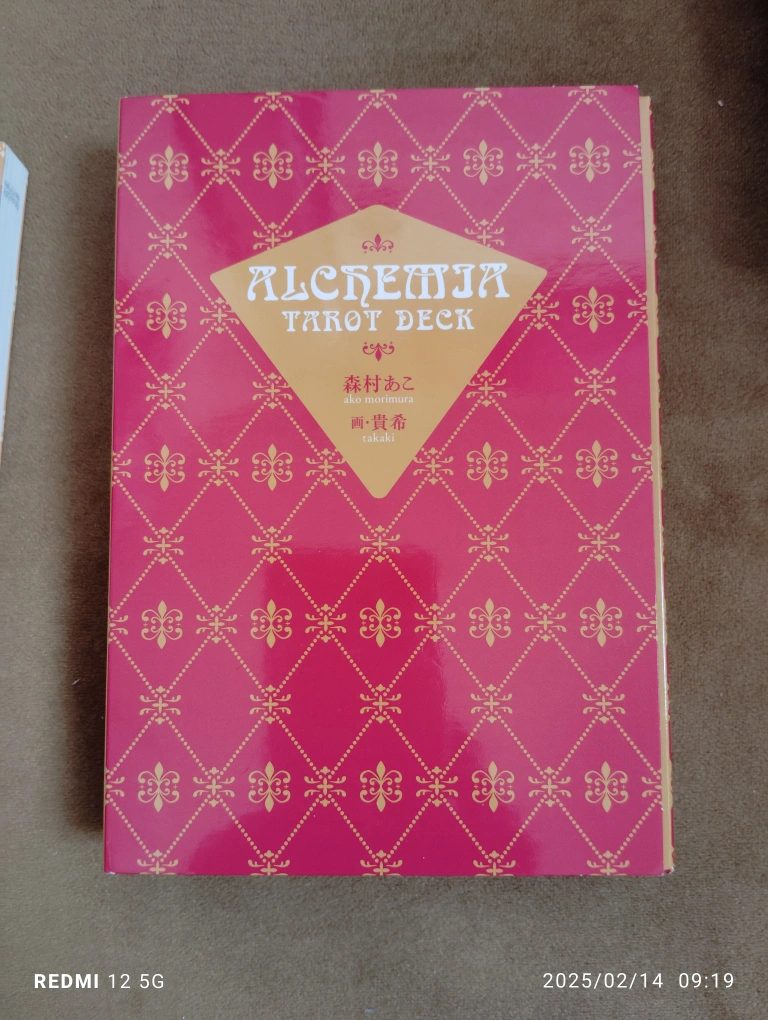 ALCHEMIA
TAROT DECK
森村あこ
ako morimura
画・貴希
takaki
REDMI 12 5G
2025/02/14 09:19